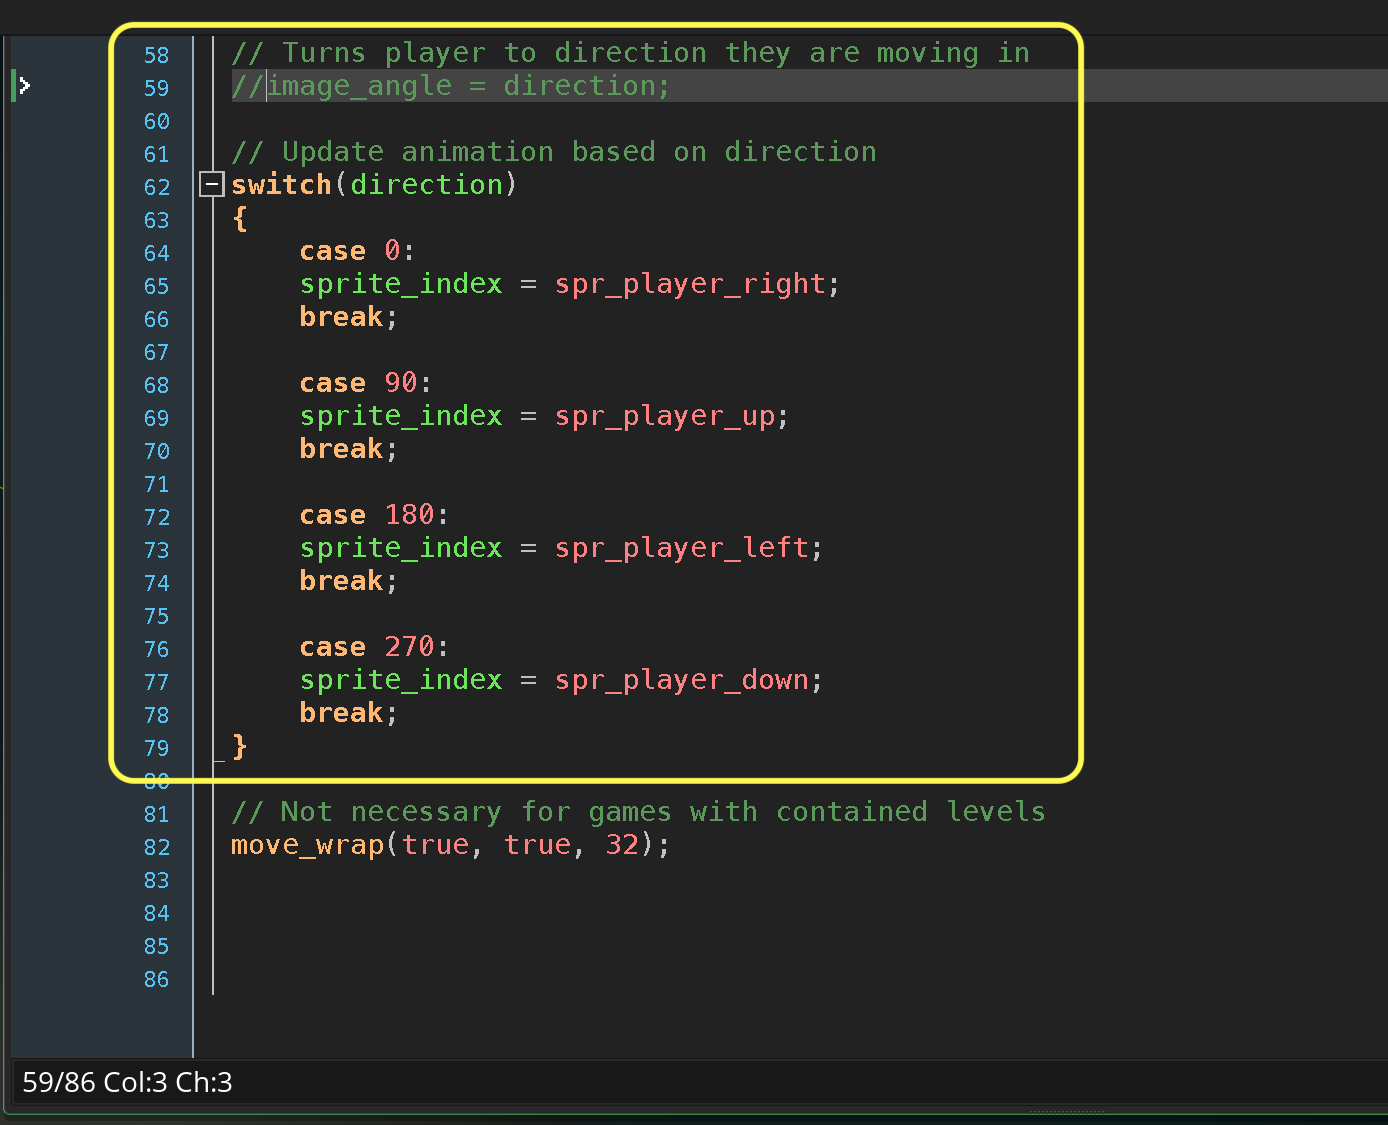 58 // Turns player to direction they are moving in
59 //image_angle = direction;
60
61 // Update animation based on direction
62 switch(direction)
63 {
64 case 0:
65 sprite_index = spr_player_right;
66 break;
67
68 case 90:
69 sprite_index = spr_player_up;
70 break;
71
72 case 180:
73 sprite_index = spr_player_left;
74 break;
75
76 case 270:
77 sprite_index = spr_player_down;
78 break;
79 }
80
81 // Not necessary for games with contained levels
82 move_wrap(true, true, 32);
83
84
85
86
59/86 Col:3 Ch:3